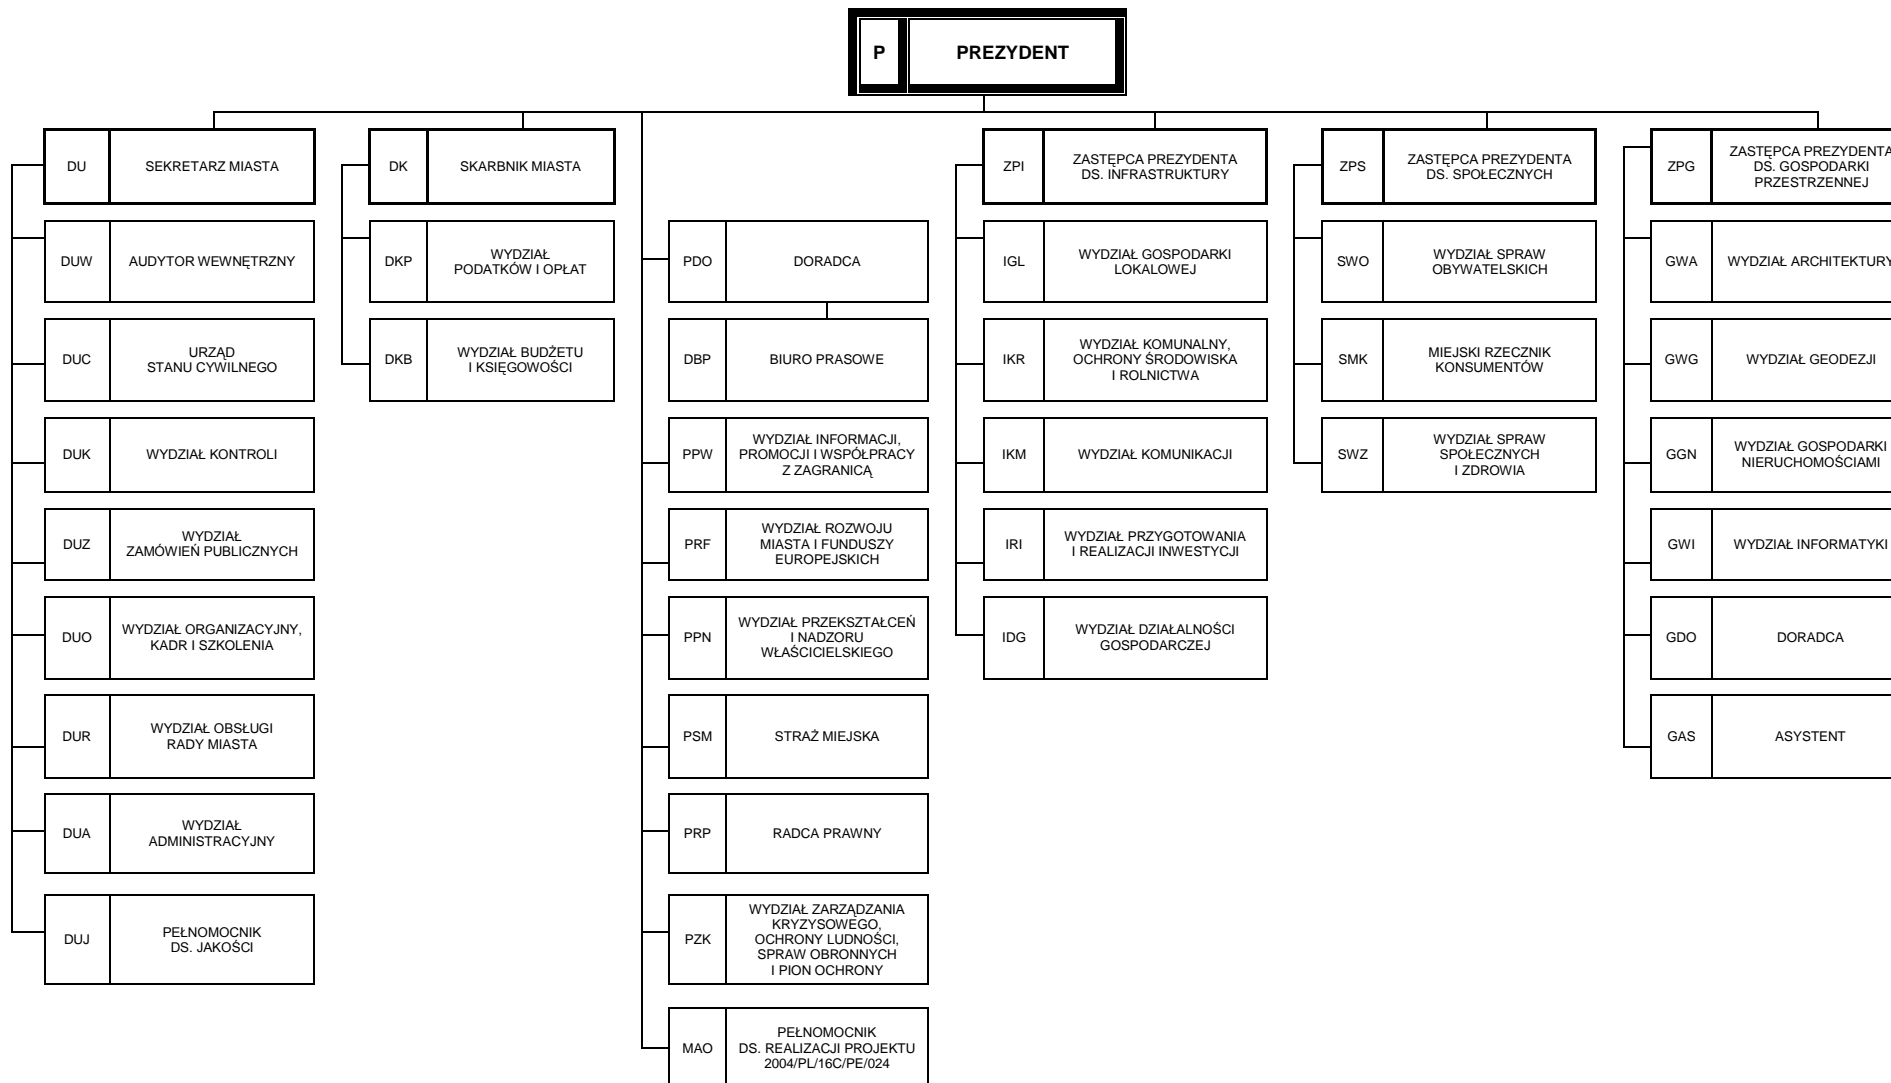 P
PREZYDENT
DU
SEKRETARZ MIASTA
DUW
AUDYTOR WEWNĘTRZNY
DUC
URZĄD
STANU CYWILNEGO
DUK
WYDZIAŁ KONTROLI
DUZ
WYDZIAŁ
ZAMÓWIEŃ PUBLICZNYCH
DUO
WYDZIAŁ ORGANIZACYJNY,
KADR I SZKOLENIA
DUR
WYDZIAŁ OBSŁUGI
RADY MIASTA
DUA
WYDZIAŁ
ADMINISTRACYJNY
DUJ
PEŁNOMOCNIK
DS. JAKOŚCI
DK
SKARBNIK MIASTA
DKP
WYDZIAŁ
PODATKÓW I OPŁAT
DKB
WYDZIAŁ BUDŻETU
I KSIĘGOWOŚCI
PDO
DORADCA
DBP
BIURO PRASOWE
PPW
WYDZIAŁ INFORMACJI,
PROMOCJI I WSPÓŁPRACY
Z ZAGRANICĄ
PRF
WYDZIAŁ ROZWOJU
MIASTA I FUNDUSZY
EUROPEJSKICH
PPN
WYDZIAŁ PRZEKSZTAŁCEŃ
I NADZORU
WŁAŚCICIELSKIEGO
PSM
STRAŻ MIEJSKA
PRP
RADCA PRAWNY
PZK
WYDZIAŁ ZARZĄDZANIA
KRYZYSOWEGO,
OCHRONY LUDNOŚCI,
SPRAW OBRONNYCH
I PION OCHRONY
MAO
PEŁNOMOCNIK
DS. REALIZACJI PROJEKTU
2004/PL/16C/PE/024
ZPI
ZASTĘPCA PREZYDENTA
DS. INFRASTRUKTURY
IGL
WYDZIAŁ GOSPODARKI
LOKALOWEJ
IKR
WYDZIAŁ KOMUNALNY,
OCHRONY ŚRODOWISKA
I ROLNICTWA
IKM
WYDZIAŁ KOMUNIKACJI
IRI
WYDZIAŁ PRZYGOTOWANIA
I REALIZACJI INWESTYCJI
IDG
WYDZIAŁ DZIAŁALNOŚCI
GOSPODARCZEJ
ZPS
ZASTĘPCA PREZYDENTA
DS. SPOŁECZNYCH
SWO
WYDZIAŁ SPRAW
OBYWATELSKICH
SMK
MIEJSKI RZECZNIK
KONSUMENTÓW
SWZ
WYDZIAŁ SPRAW
SPOŁECZNYCH
I ZDROWIA
ZPG
ZASTĘPCA PREZYDENTA
DS. GOSPODARKI
PRZESTRZENNEJ
GWA
WYDZIAŁ ARCHITEKTURY
GWG
WYDZIAŁ GEODEZJI
GGN
WYDZIAŁ GOSPODARKI
NIERUCHOMOŚCIAMI
GWI
WYDZIAŁ INFORMATYKI
GDO
DORADCA
GAS
ASYSTENT